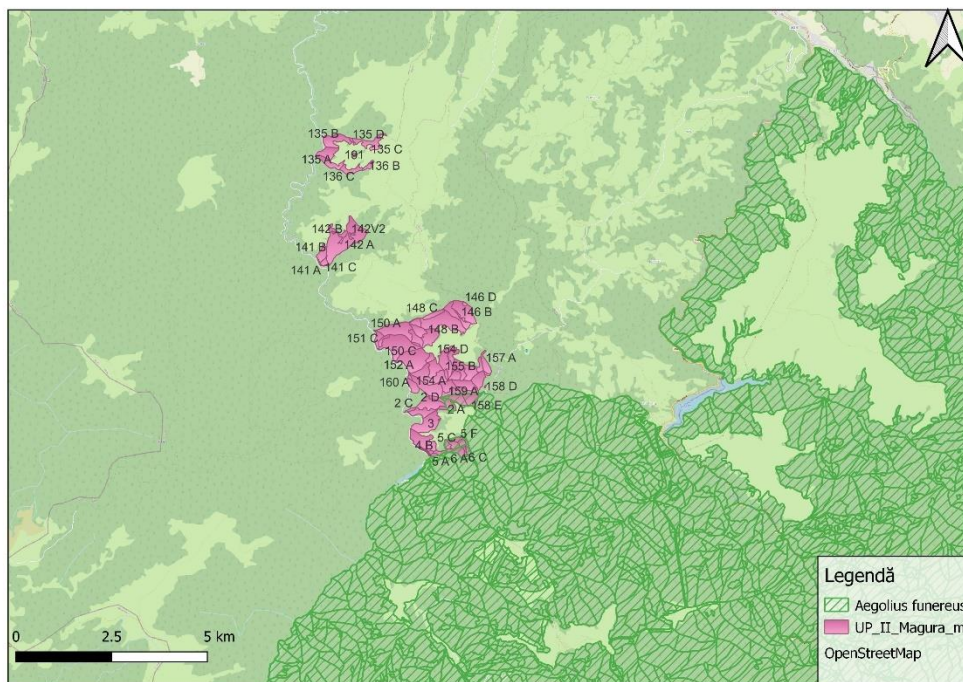 135 B 135 D
135 C
135 A 191
136 B
136 C
142 B 142V2
141 B 142 A
141 A 141 C
146 D
148 C
146 B
150 A
148 B
151 C
150 C 154 D
157 A
152 A 155 B
160 A 154 A 158 D
159 A
2 D
2 C 2 A 158 E
3
5 C 5 F
4 B
5 A 6 A 6 C
Legendă
Aegolius funereus
UP_II_Magura_m
OpenStreetMap
0 2.5 5 km